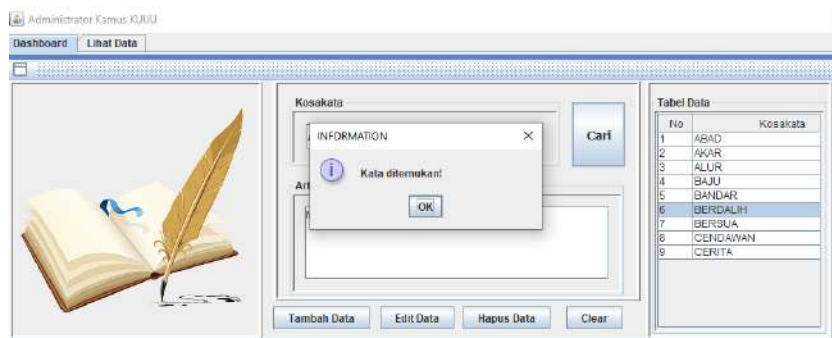 Administrator Kamus KUUU
Dashboard Lihat Data
Kosakata
Cari
INFORMATION
Kata ditemukan!
OK
Tambah Data Edit Data Hapus Data Clear
Tabel Data
No Kosakata
1 ABAD
2 AKAR
3 ALUR
4 BAJU
5 BANDAR
6 BERDALIH
7 BERSUA
8 CENDAWAN
9 CERITA